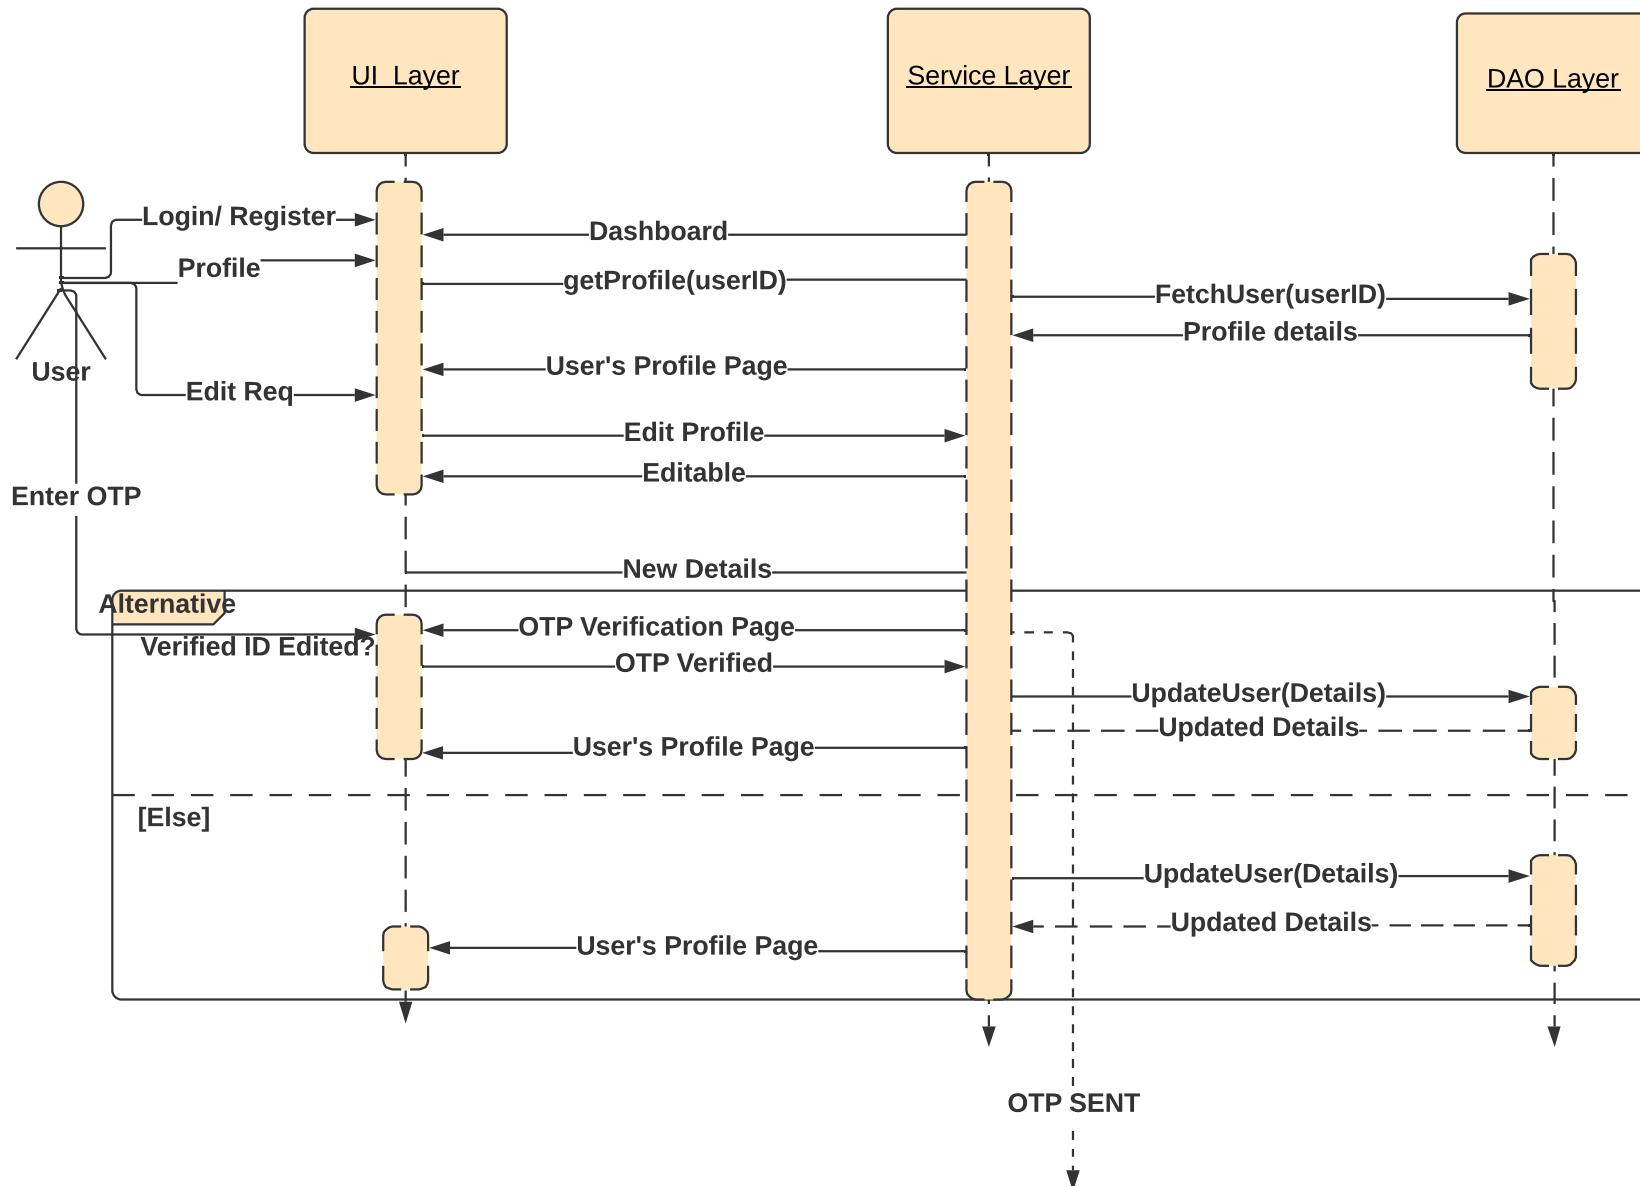 UI  Layer
Service Layer
DAO Layer
Login/ Register
Dashboard
Profile
getProfile(userID)
FetchUser(userID)
Profile details
User's Profile Page
User
Edit Req
Edit Profile
Editable
Enter OTP
New Details
Alternative
Verified ID Edited?
OTP Verification Page
OTP Verified
UpdateUser(Details)
Updated Details
User's Profile Page
[Else]
UpdateUser(Details)
Updated Details
User's Profile Page
OTP SENT